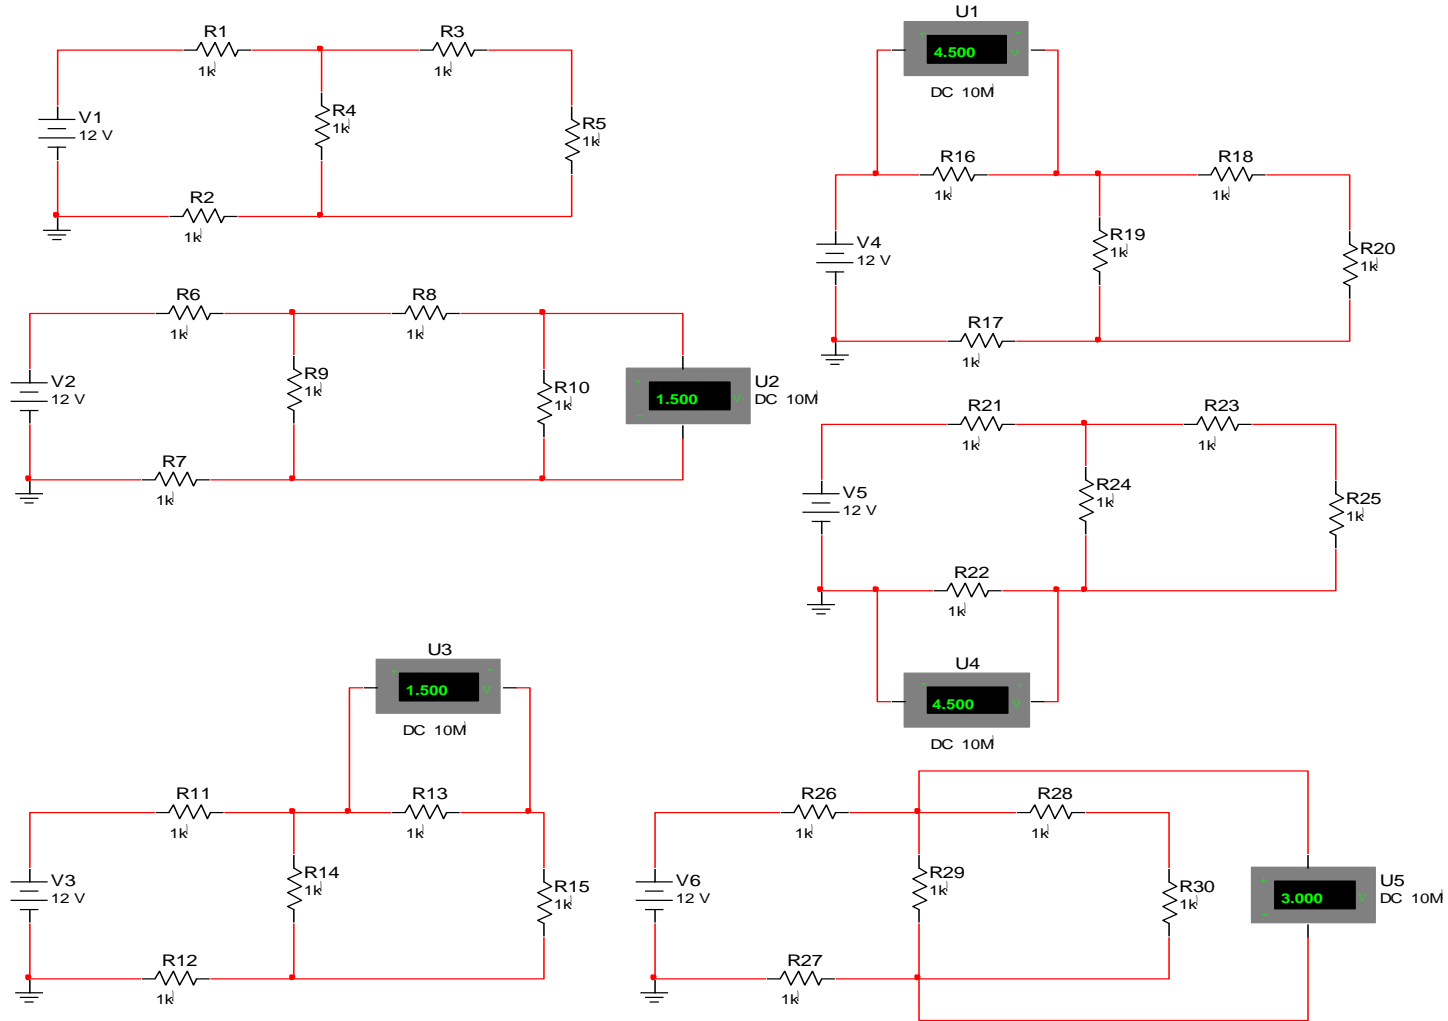 R1
1k
R3
1k
V1
12 V
R4
1k
R5
1k
R2
1k
U1
4.500
V
DC 10M
R16
1k
R18
1k
V4
12 V
R19
1k
R20
1k
R17
1k
R6
1k
R8
1k
V2
12 V
R9
1k
R10
1k
+
1.500
V
-
U2
DC 10M
R7
1k
R21
1k
R23
1k
V5
12 V
R24
1k
R25
1k
R22
1k
U4
4.500
V
DC 10M
U3
1.500
V
DC 10M
R11
1k
R13
1k
V3
12 V
R14
1k
R15
1k
R12
1k
R26
1k
R28
1k
V6
12 V
R29
1k
R30
1k
+
3.000
V
-
U5
DC 10M
R27
1k